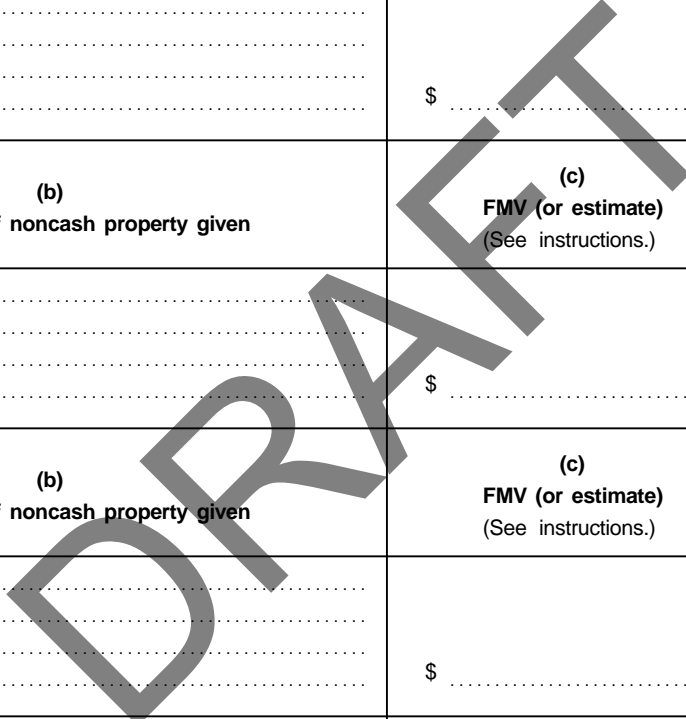 $
(b)
noncash property given
(c)
FMV (or estimate)
(See instructions.)
$
(b)
noncash property given
(c)
FMV (or estimate)
(See instructions.)
$
DRAFT